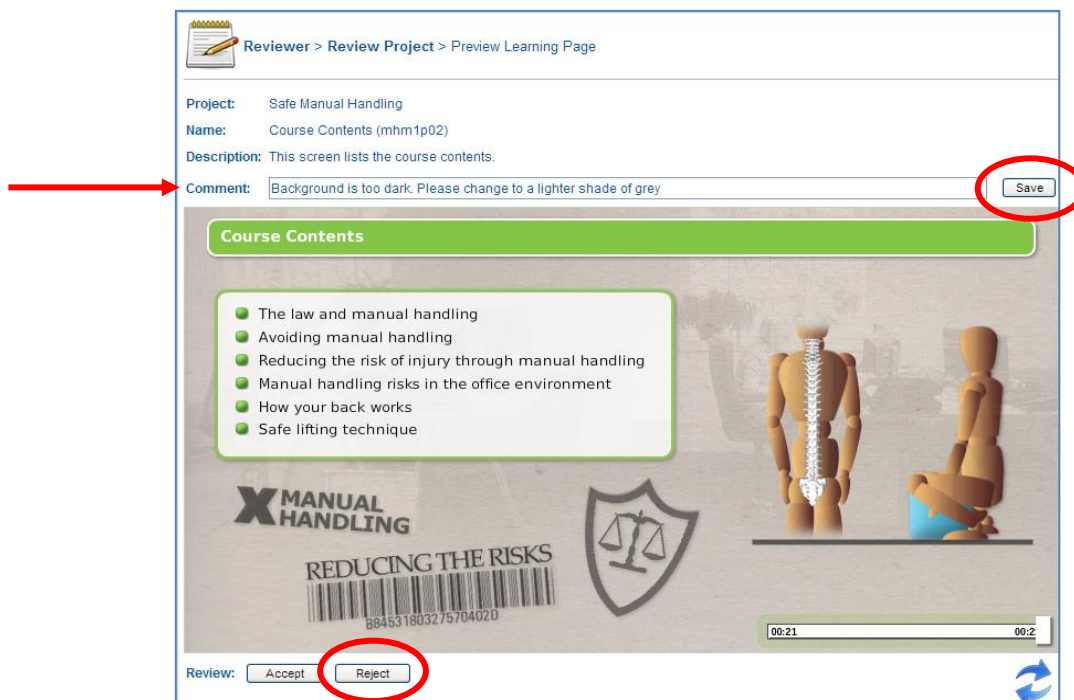 Reviewer > Review Project > Preview Learning Page
Project: Safe Manual Handling
Name: Course Contents (mhm1p02)
Description: This screen lists the course contents.
Comment: Background is too dark. Please change to a lighter shade of grey Save
Course Contents
The law and manual handling
Avoiding manual handling
Reducing the risk of injury through manual handling
Manual handling risks in the office environment
How your back works
Safe lifting technique
X MANUAL
HANDLING
REDUCING THE RISKS
B8453180327570402D
00:21 00:2
Review: Accept Reject